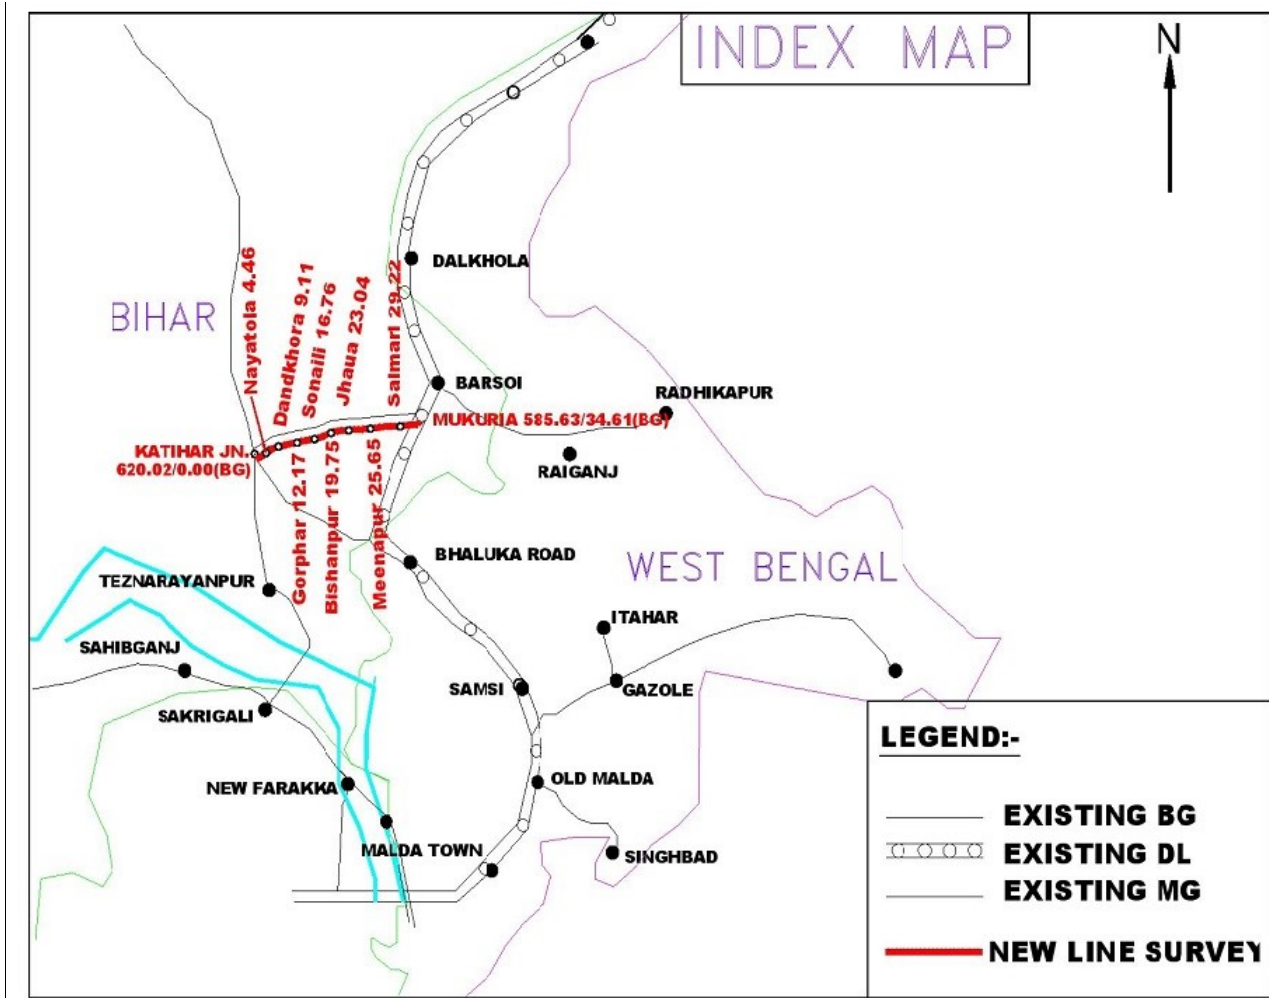 INDEX MAP
N
DALKHOLA
BIHAR
Nayatola 4.46
Dandkhora 9.11
Sonaili 16.76
Jhaua 23.04
Salmari 29.22
BARSOI
RADHIKAPUR
MUKURIA 585.63/34.61(BG)
KATIHAR JN.
620.02/0.00(BG)
RAIGANJ
Gorphar 12.17
Bishanpur 19.75
Meenapur 25.65
BHALUKA ROAD
WEST BENGAL
TEZNARAYANPUR
ITAHAR
SAHIBGANJ
SAMSI
GAZOLE
SAKRIGALI
NEW FARAKKA
OLD MALDA
MALDA TOWN
SINGHBAD
LEGEND:-
EXISTING BG
EXISTING DL
EXISTING MG
NEW LINE SURVEY